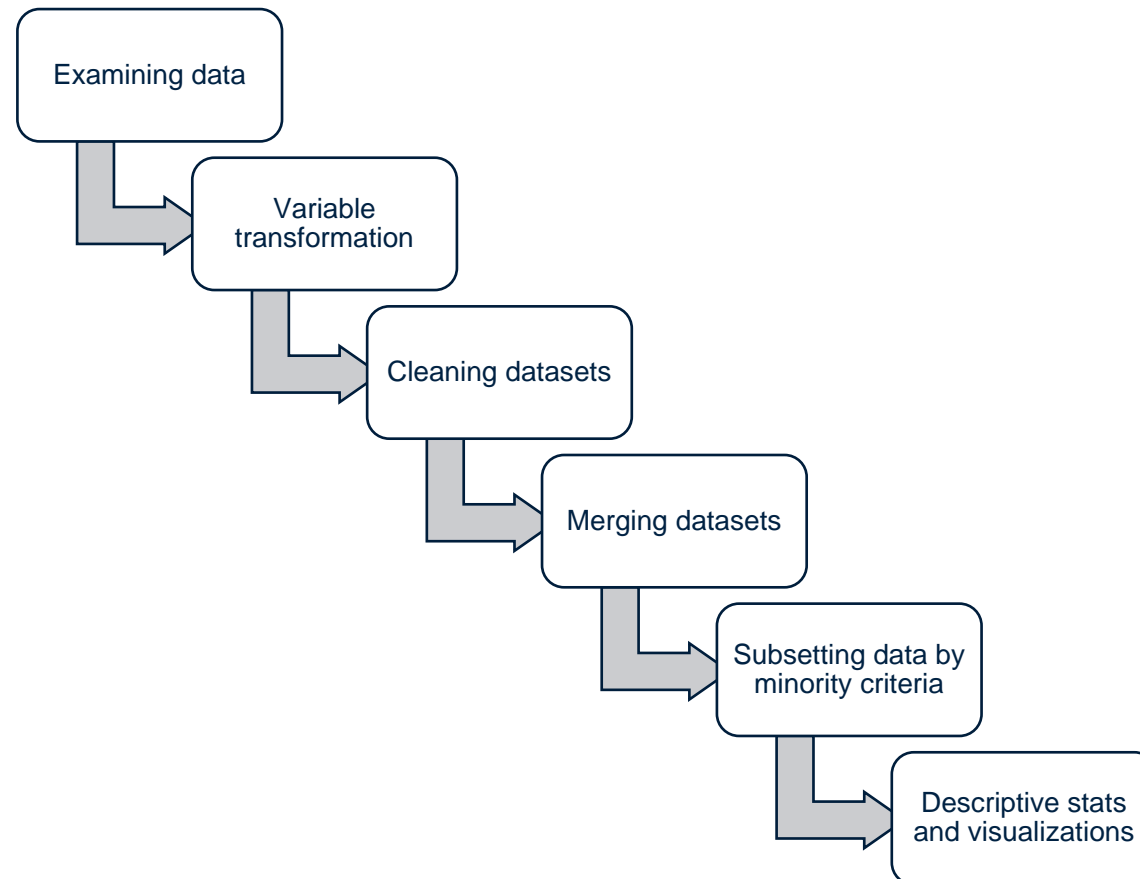 Examining data
Variable
transformation
Cleaning datasets
Merging datasets
Subsetting data by
minority criteria
Descriptive stats
and visualizations